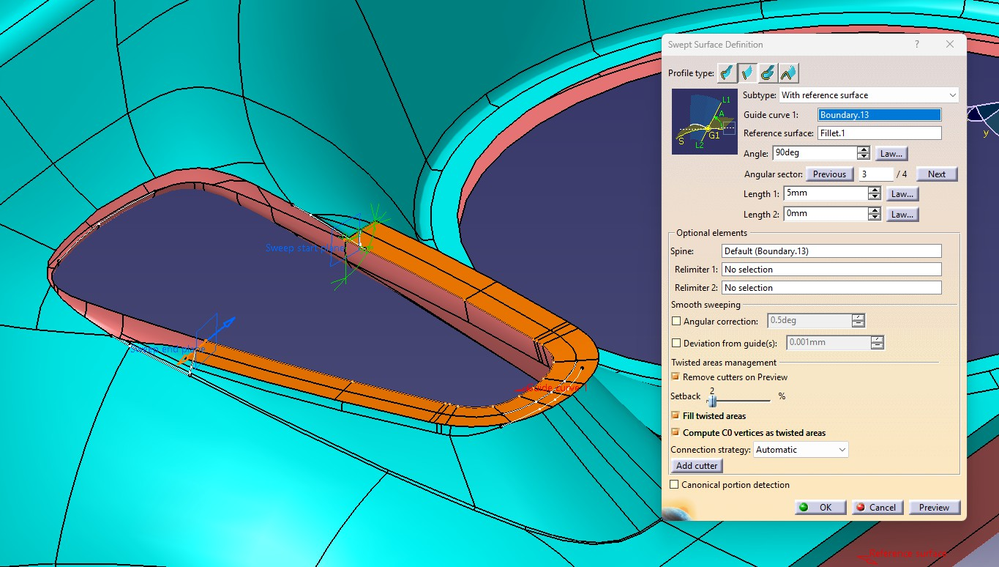 Swept Surface Definition ?
Profile type:
Subtype: With reference surface
L1
A
G1
S
L2
Guide curve 1: Boundary.13
Reference surface: Fillet.1
Angle: 90deg Law...
Angular sector: Previous 3 / 4 Next
Length 1: 5mm Law...
Length 2: 0mm Law...
Optional elements
Spine: Default (Boundary.13)
Relimiter 1: No selection
Relimiter 2: No selection
Smooth sweeping
Angular correction: 0.5deg
Deviation from guide(s): 0.001mm
Twisted areas management
Remove cutters on Preview
Setback 2 %
Fill twisted areas
Compute C0 vertices as twisted areas
Connection strategy: Automatic
Add cutter
Canonical portion detection
OK Cancel Preview
y
Sweep start plane
Sweep end plane
Guide curve 1
Reference surface